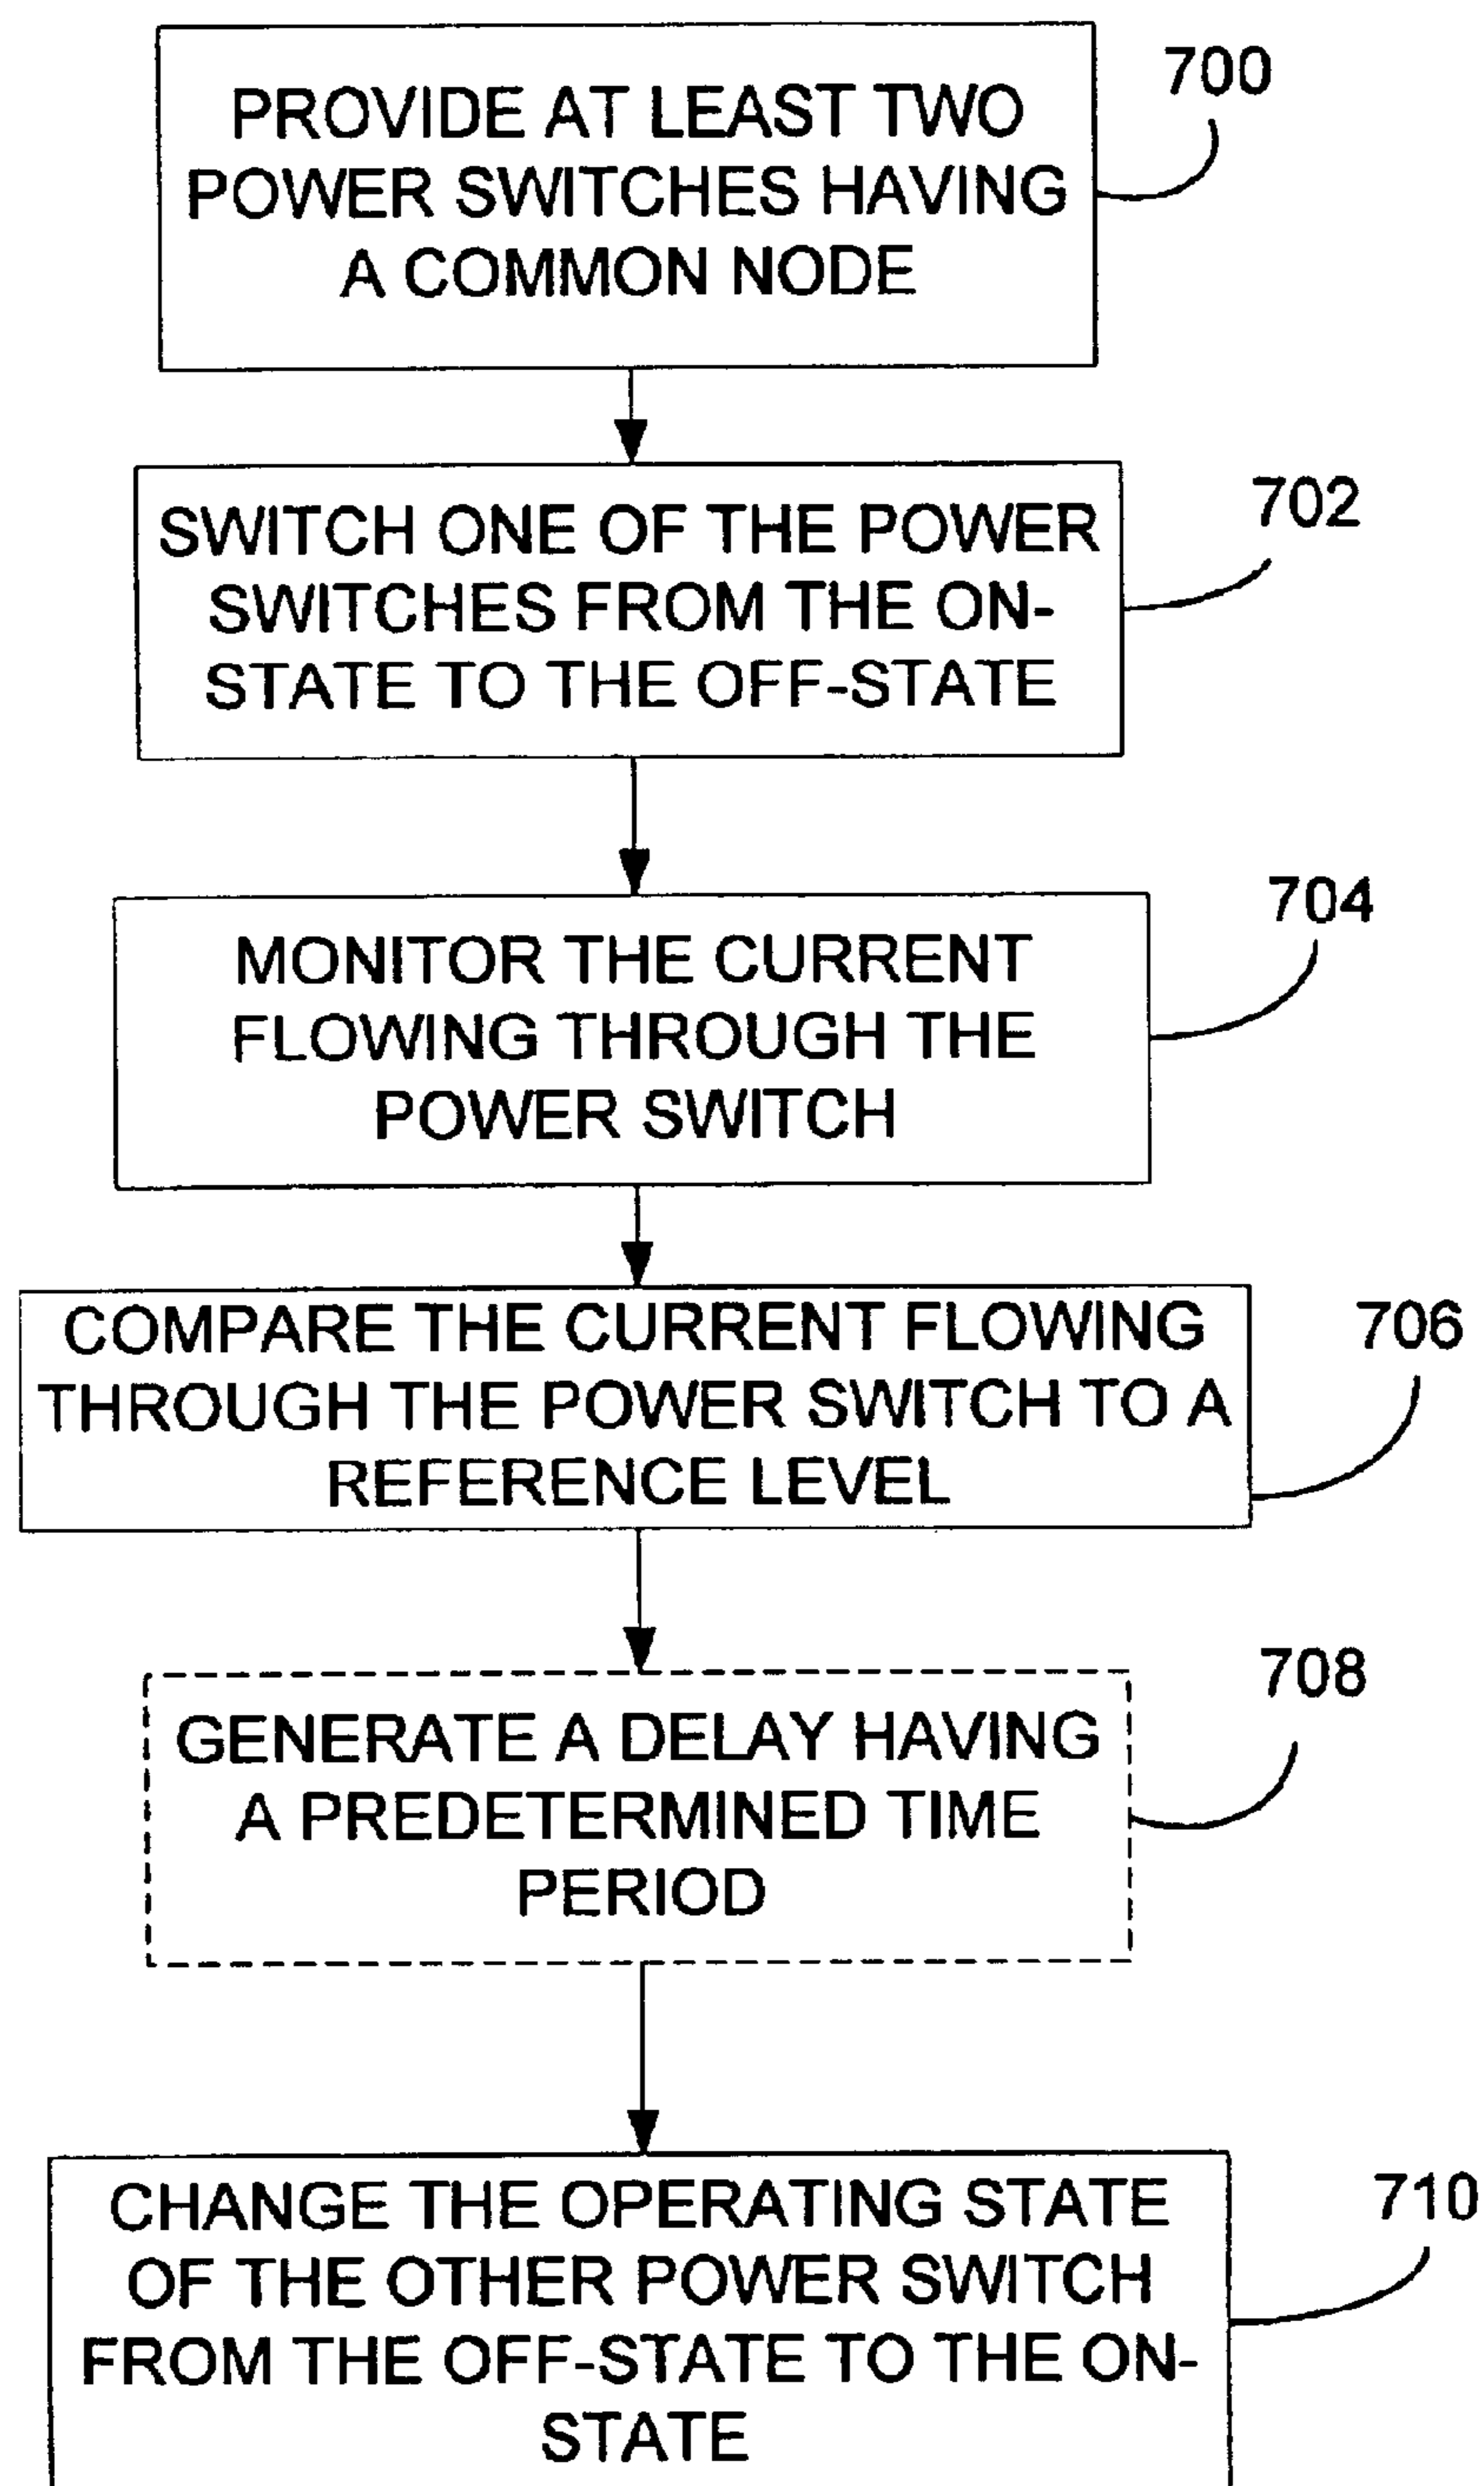 700
PROVIDE AT LEAST TWO
POWER SWITCHES HAVING
A COMMON NODE
702
SWITCH ONE OF THE POWER
SWITCHES FROM THE ON-
STATE TO THE OFF-STATE
704
MONITOR THE CURRENT
FLOWING THROUGH THE
POWER SWITCH
706
COMPARE THE CURRENT FLOWING
THROUGH THE POWER SWITCH TO A
REFERENCE LEVEL
708
GENERATE A DELAY HAVING
A PREDETERMINED TIME
PERIOD
710
CHANGE THE OPERATING STATE
OF THE OTHER POWER SWITCH
FROM THE OFF-STATE TO THE ON-
STATE